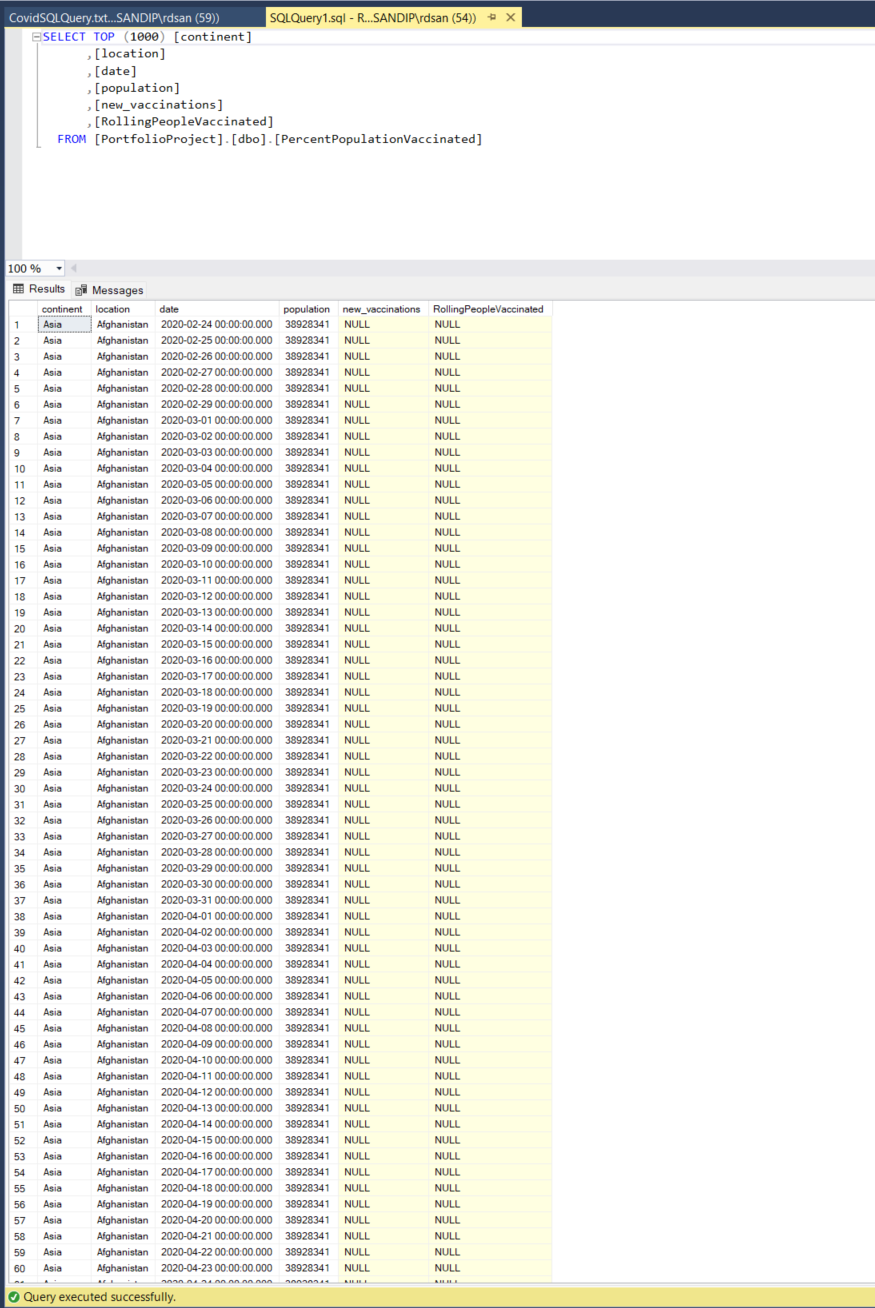 CovidSQLQuery.txt...SANDIP\rdsan (59)) SQLQuery1.sql - R...SANDIP\rdsan (54))
SELECT TOP (1000) [continent]
,[location]
,[date]
,[population]
,[new_vaccinations]
,[RollingPeopleVaccinated]
FROM [PortfolioProject].[dbo].[PercentPopulationVaccinated]
100 %
Results Messages
continent location date population new_vaccinations RollingPeopleVaccinated
1 Asia Afghanistan 2020-02-24 00:00:00.000 38928341 NULL NULL
2 Asia Afghanistan 2020-02-25 00:00:00.000 38928341 NULL NULL
3 Asia Afghanistan 2020-02-26 00:00:00.000 38928341 NULL NULL
4 Asia Afghanistan 2020-02-27 00:00:00.000 38928341 NULL NULL
5 Asia Afghanistan 2020-02-28 00:00:00.000 38928341 NULL NULL
6 Asia Afghanistan 2020-02-29 00:00:00.000 38928341 NULL NULL
7 Asia Afghanistan 2020-03-01 00:00:00.000 38928341 NULL NULL
8 Asia Afghanistan 2020-03-02 00:00:00.000 38928341 NULL NULL
9 Asia Afghanistan 2020-03-03 00:00:00.000 38928341 NULL NULL
10 Asia Afghanistan 2020-03-04 00:00:00.000 38928341 NULL NULL
11 Asia Afghanistan 2020-03-05 00:00:00.000 38928341 NULL NULL
12 Asia Afghanistan 2020-03-06 00:00:00.000 38928341 NULL NULL
13 Asia Afghanistan 2020-03-07 00:00:00.000 38928341 NULL NULL
14 Asia Afghanistan 2020-03-08 00:00:00.000 38928341 NULL NULL
15 Asia Afghanistan 2020-03-09 00:00:00.000 38928341 NULL NULL
16 Asia Afghanistan 2020-03-10 00:00:00.000 38928341 NULL NULL
17 Asia Afghanistan 2020-03-11 00:00:00.000 38928341 NULL NULL
18 Asia Afghanistan 2020-03-12 00:00:00.000 38928341 NULL NULL
19 Asia Afghanistan 2020-03-13 00:00:00.000 38928341 NULL NULL
20 Asia Afghanistan 2020-03-14 00:00:00.000 38928341 NULL NULL
21 Asia Afghanistan 2020-03-15 00:00:00.000 38928341 NULL NULL
22 Asia Afghanistan 2020-03-16 00:00:00.000 38928341 NULL NULL
23 Asia Afghanistan 2020-03-17 00:00:00.000 38928341 NULL NULL
24 Asia Afghanistan 2020-03-18 00:00:00.000 38928341 NULL NULL
25 Asia Afghanistan 2020-03-19 00:00:00.000 38928341 NULL NULL
26 Asia Afghanistan 2020-03-20 00:00:00.000 38928341 NULL NULL
27 Asia Afghanistan 2020-03-21 00:00:00.000 38928341 NULL NULL
28 Asia Afghanistan 2020-03-22 00:00:00.000 38928341 NULL NULL
29 Asia Afghanistan 2020-03-23 00:00:00.000 38928341 NULL NULL
30 Asia Afghanistan 2020-03-24 00:00:00.000 38928341 NULL NULL
31 Asia Afghanistan 2020-03-25 00:00:00.000 38928341 NULL NULL
32 Asia Afghanistan 2020-03-26 00:00:00.000 38928341 NULL NULL
33 Asia Afghanistan 2020-03-27 00:00:00.000 38928341 NULL NULL
34 Asia Afghanistan 2020-03-28 00:00:00.000 38928341 NULL NULL
35 Asia Afghanistan 2020-03-29 00:00:00.000 38928341 NULL NULL
36 Asia Afghanistan 2020-03-30 00:00:00.000 38928341 NULL NULL
37 Asia Afghanistan 2020-03-31 00:00:00.000 38928341 NULL NULL
38 Asia Afghanistan 2020-04-01 00:00:00.000 38928341 NULL NULL
39 Asia Afghanistan 2020-04-02 00:00:00.000 38928341 NULL NULL
40 Asia Afghanistan 2020-04-03 00:00:00.000 38928341 NULL NULL
41 Asia Afghanistan 2020-04-04 00:00:00.000 38928341 NULL NULL
42 Asia Afghanistan 2020-04-05 00:00:00.000 38928341 NULL NULL
43 Asia Afghanistan 2020-04-06 00:00:00.000 38928341 NULL NULL
44 Asia Afghanistan 2020-04-07 00:00:00.000 38928341 NULL NULL
45 Asia Afghanistan 2020-04-08 00:00:00.000 38928341 NULL NULL
46 Asia Afghanistan 2020-04-09 00:00:00.000 38928341 NULL NULL
47 Asia Afghanistan 2020-04-10 00:00:00.000 38928341 NULL NULL
48 Asia Afghanistan 2020-04-11 00:00:00.000 38928341 NULL NULL
49 Asia Afghanistan 2020-04-12 00:00:00.000 38928341 NULL NULL
50 Asia Afghanistan 2020-04-13 00:00:00.000 38928341 NULL NULL
51 Asia Afghanistan 2020-04-14 00:00:00.000 38928341 NULL NULL
52 Asia Afghanistan 2020-04-15 00:00:00.000 38928341 NULL NULL
53 Asia Afghanistan 2020-04-16 00:00:00.000 38928341 NULL NULL
54 Asia Afghanistan 2020-04-17 00:00:00.000 38928341 NULL NULL
55 Asia Afghanistan 2020-04-18 00:00:00.000 38928341 NULL NULL
56 Asia Afghanistan 2020-04-19 00:00:00.000 38928341 NULL NULL
57 Asia Afghanistan 2020-04-20 00:00:00.000 38928341 NULL NULL
58 Asia Afghanistan 2020-04-21 00:00:00.000 38928341 NULL NULL
59 Asia Afghanistan 2020-04-22 00:00:00.000 38928341 NULL NULL
60 Asia Afghanistan 2020-04-23 00:00:00.000 38928341 NULL NULL
Query executed successfully.